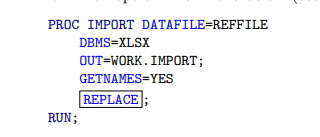 PROC IMPORT DATAFILE=REFFILE
DBMS=XLSX
OUT=WORK.IMPORT;
GETNAMES=YES
REPLACE;
RUN;